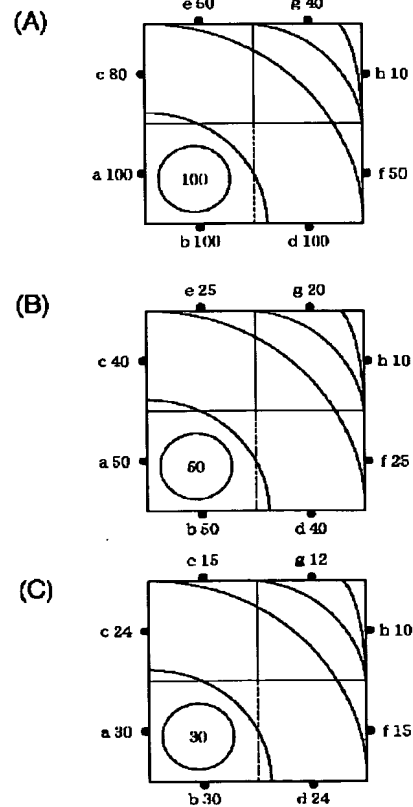 (A)
e 50 g 40
c 80 h 10
100
a 100 f 50
b 100 d 100
(B)
e 25 g 20
c 40 h 10
50
a 50 f 25
b 50 d 40
(C)
e 15 g 12
c 24 h 10
30
a 30 f 15
b 30 d 24